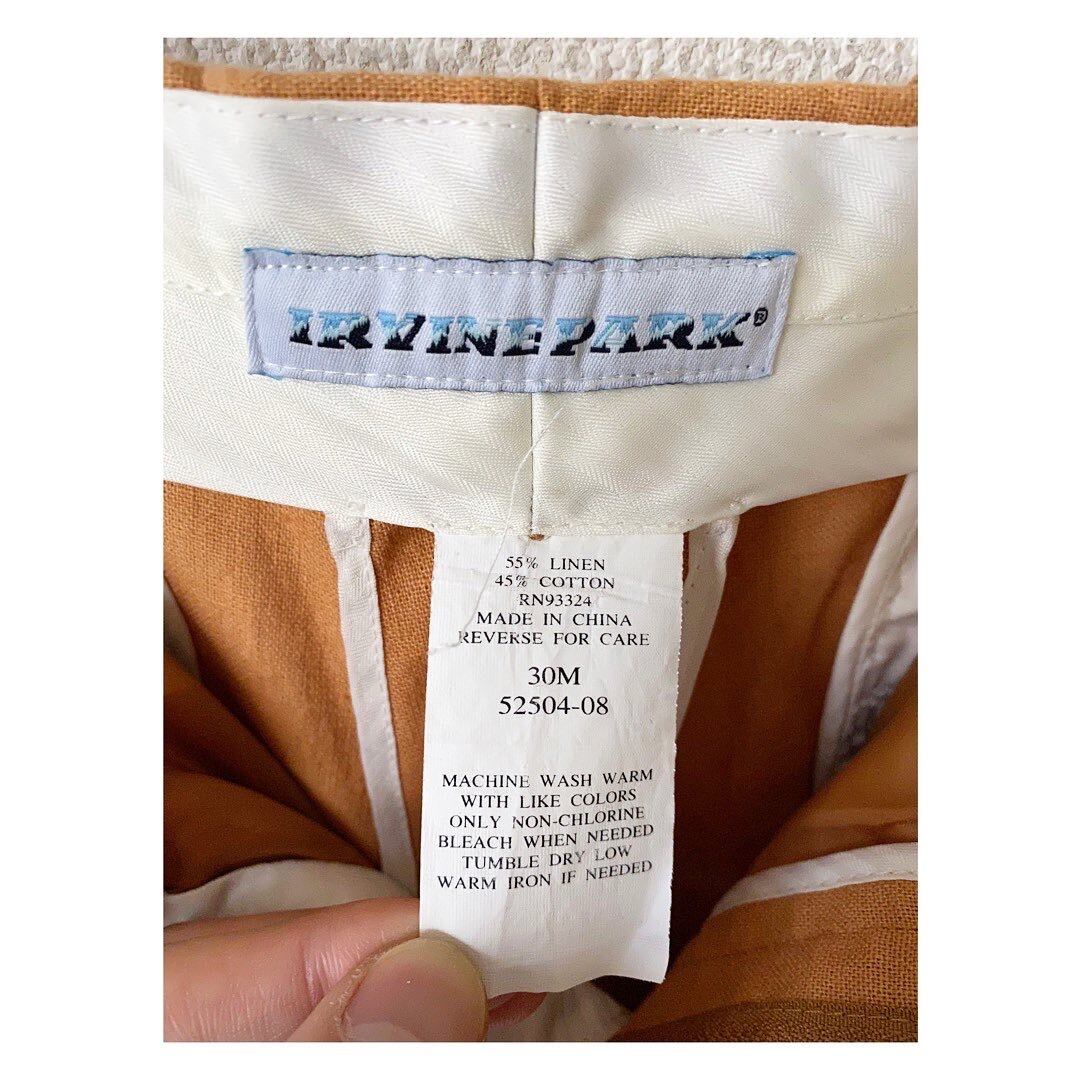 IRVINE PARK®
55% LINEN
45% COTTON
RN93324
MADE IN CHINA
REVERSE FOR CARE
30M
52504-08
MACHINE WASH WARM
WITH LIKE COLORS
ONLY NON-CHLORINE
BLEACH WHEN NEEDED
TUMBLE DRY LOW
WARM IRON IF NEEDED